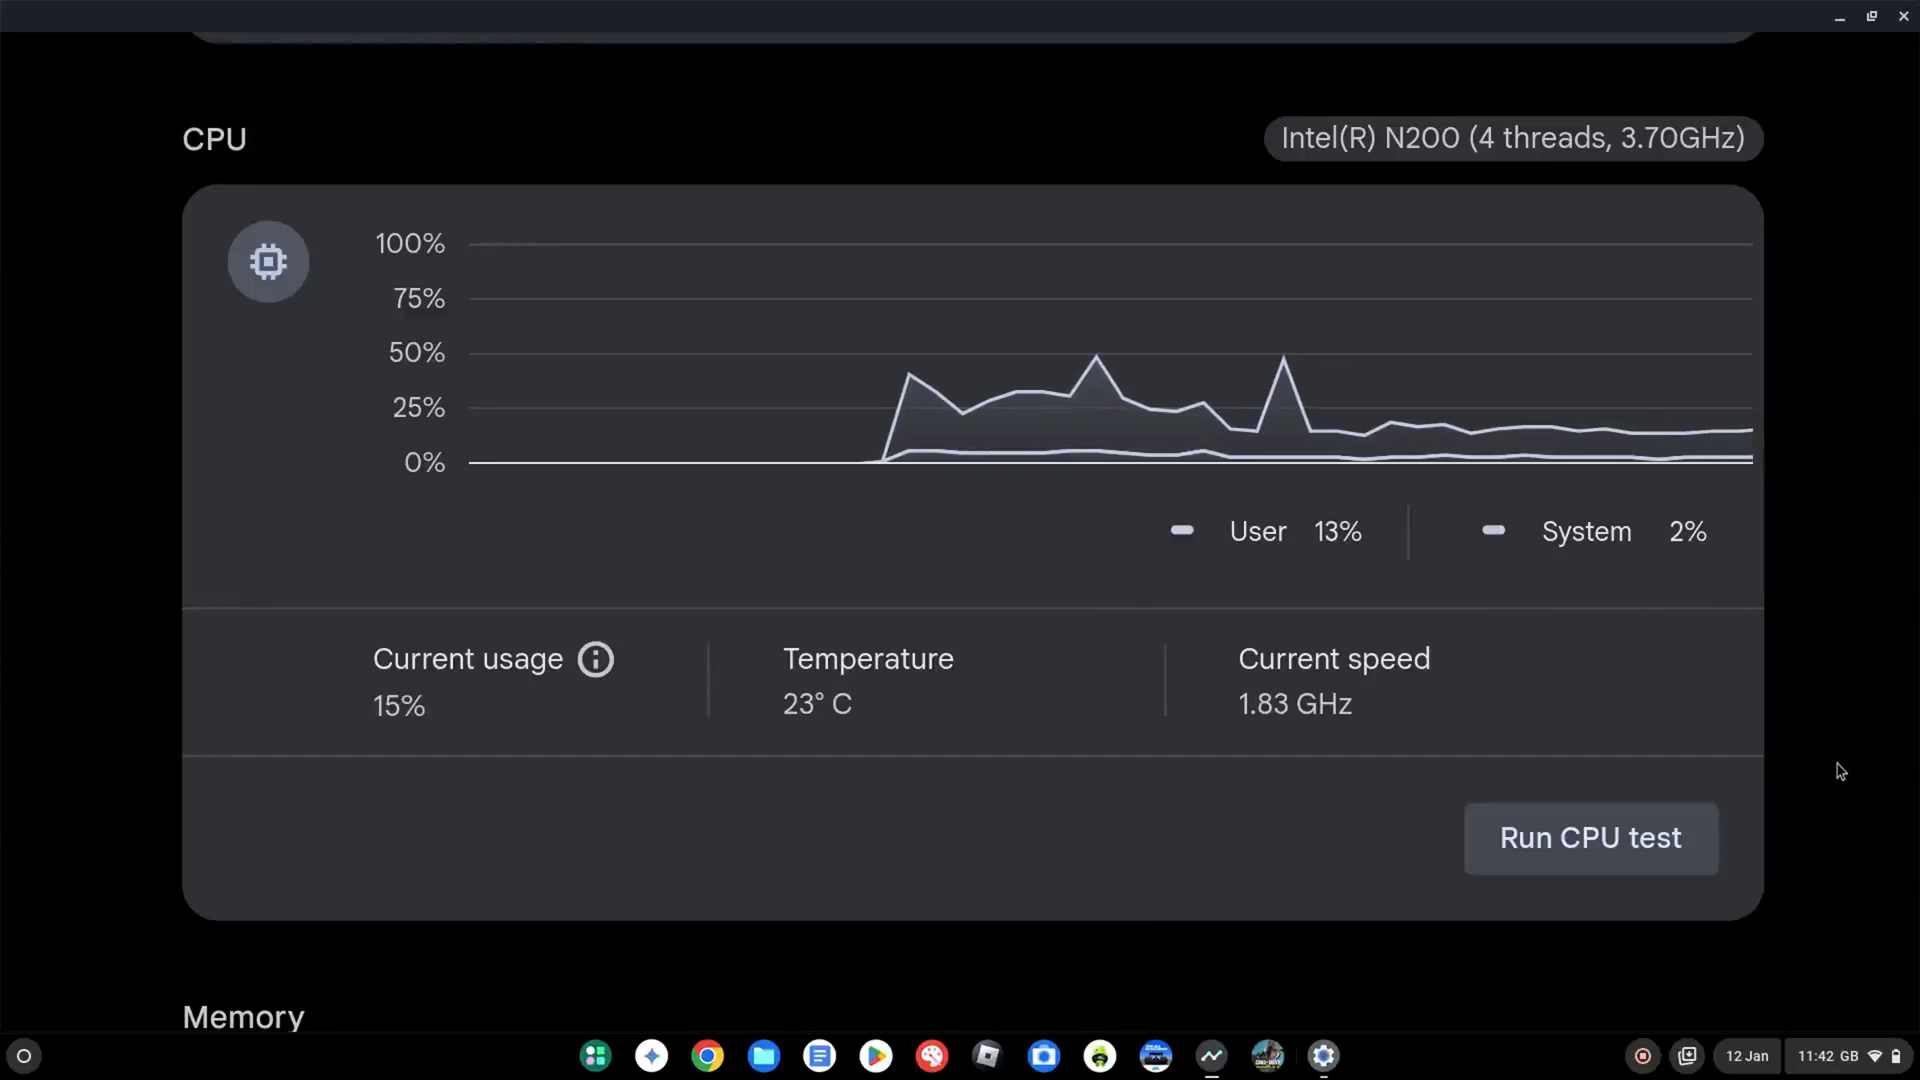 CPU
Intel(R) N200 (4 threads, 3.70GHz)
100%
75%
50%
25%
0%
User 13%
System 2%
Current usage
15%
Temperature
23° C
Current speed
1.83 GHz
Run CPU test
Memory
12 Jan
11:42 GB